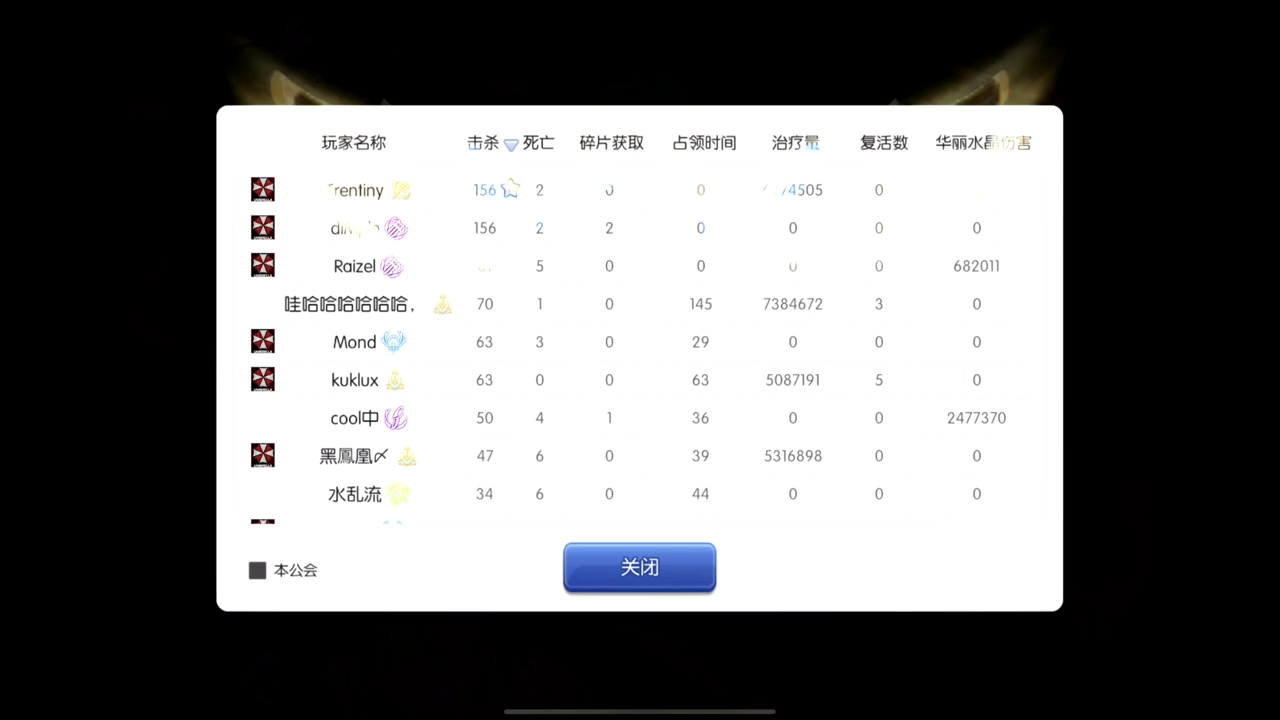 玩家名称 击杀 死亡 碎片获取 占领时间 治疗量 复活数 华丽水晶伤害
Trentiny 156 2 0 0 0
156 2 2 0 0 0 0
Raizel 5 0 0 0 0 682011
哇哈哈哈哈哈哈， 70 1 0 145 7384672 3 0
Mond 63 3 0 29 0 0 0
kuklux 63 0 0 63 5087191 5 0
cool中 50 4 1 36 0 0 2477370
黑鳳凰〆 47 6 0 39 5316898 0 0
水乱流 34 6 0 44 0 0 0
本公会
关闭